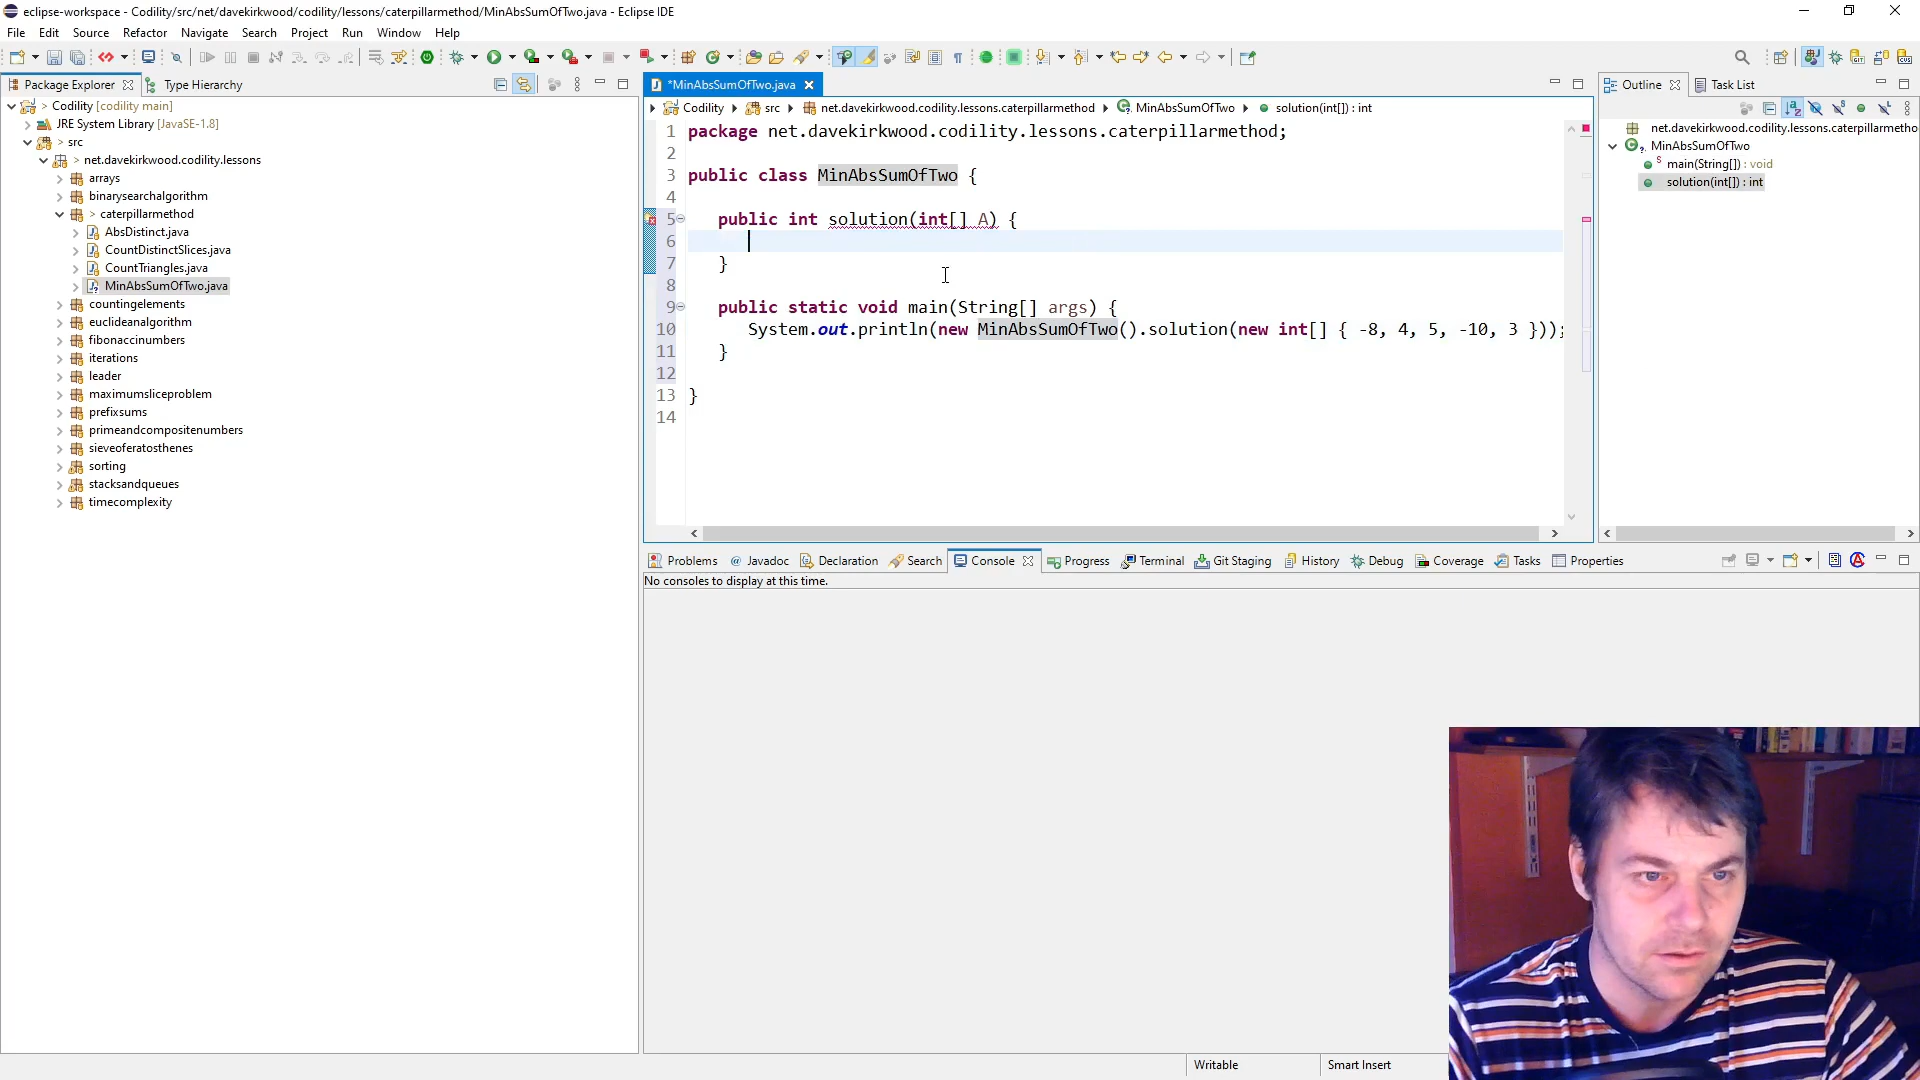 eclipse-workspace - Codility/src/net/davekirkwood/codility/lessons/caterpillarmethod/MinAbsSumOfTwo.java - Eclipse IDE
File Edit Source Refactor Navigate Search Project Run Window Help
Package Explorer Type Hierarchy
> Codility [codility main]
JRE System Library [JavaSE-1.8]
> src
> net.davekirkwood.codility.lessons
arrays
binarysearchalgorithm
> caterpillarmethod
AbsDistinct.java
CountDistinctSlices.java
CountTriangles.java
MinAbsSumOfTwo.java
countingelements
euclideanalgorithm
fibonaccinumbers
iterations
leader
maximumsliceproblem
prefixsums
primeandcompositenumbers
sieveoferatosthenes
sorting
stacksandqueues
timecomplexity
*MinAbsSumOfTwo.java
Codility src net.davekirkwood.codility.lessons.caterpillarmethod MinAbsSumOfTwo solution(int[]) : int
1 package net.davekirkwood.codility.lessons.caterpillarmethod;
2
3 public class MinAbsSumOfTwo {
4
5 public int solution(int[] A) {
6
7 }
8
9 public static void main(String[] args) {
10 System.out.println(new MinAbsSumOfTwo().solution(new int[] { -8, 4, 5, -10, 3 }));
11 }
12
13 }
14
Outline Task List
net.davekirkwood.codility.lessons.caterpillarmetho
MinAbsSumOfTwo
main(String[]) : void
solution(int[]) : int
Problems Javadoc Declaration Search Console Progress Terminal Git Staging History Debug Coverage Tasks Properties
No consoles to display at this time.
Writable Smart Insert